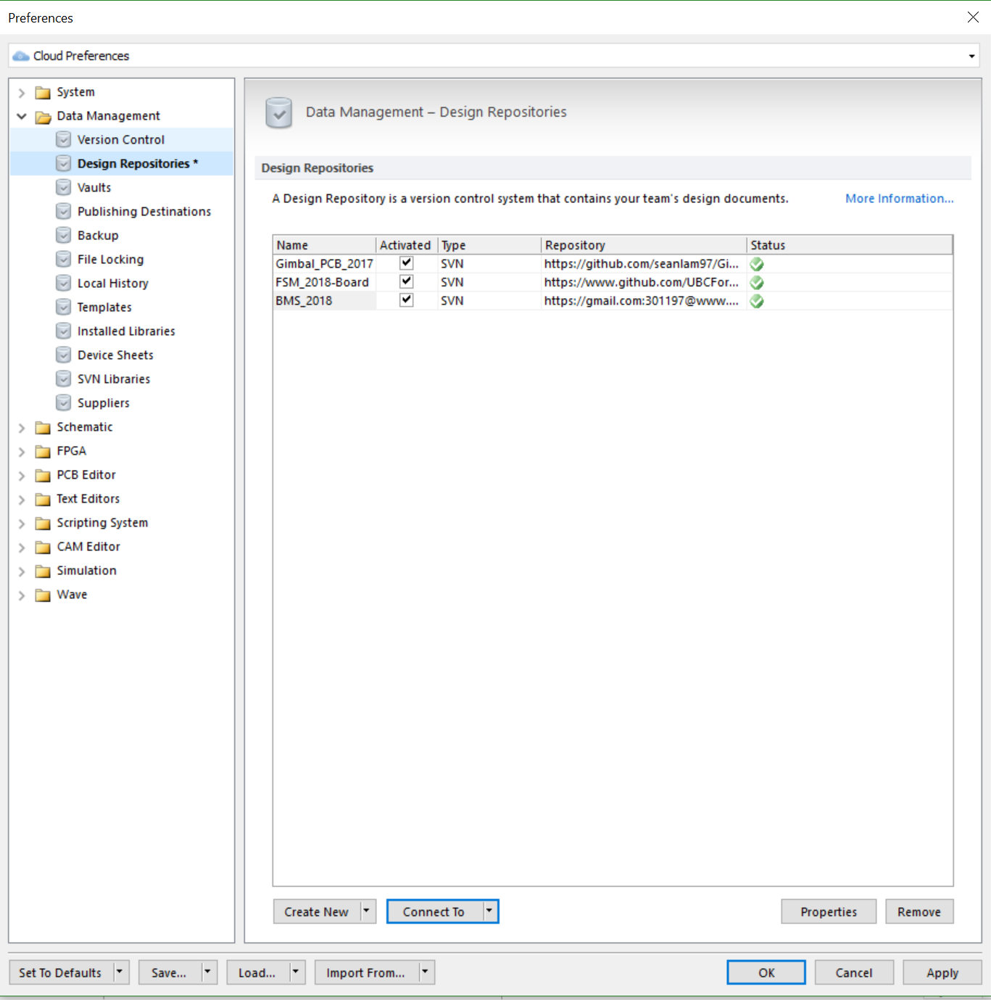 Preferences
Cloud Preferences
System
Data Management
Version Control
Design Repositories *
Vaults
Publishing Destinations
Backup
File Locking
Local History
Templates
Installed Libraries
Device Sheets
SVN Libraries
Suppliers
Schematic
FPGA
PCB Editor
Text Editors
Scripting System
CAM Editor
Simulation
Wave
Data Management – Design Repositories
Design Repositories
A Design Repository is a version control system that contains your team's design documents. More Information...
Name Activated Type Repository Status
Gimbal_PCB_2017 SVN https://github.com/seanlam97/Gi...
FSM_2018-Board SVN https://www.github.com/UBCFor...
BMS_2018 SVN https://gmail.com:301197@www....
Create New Connect To Properties Remove
Set To Defaults Save... Load... Import From... OK Cancel Apply